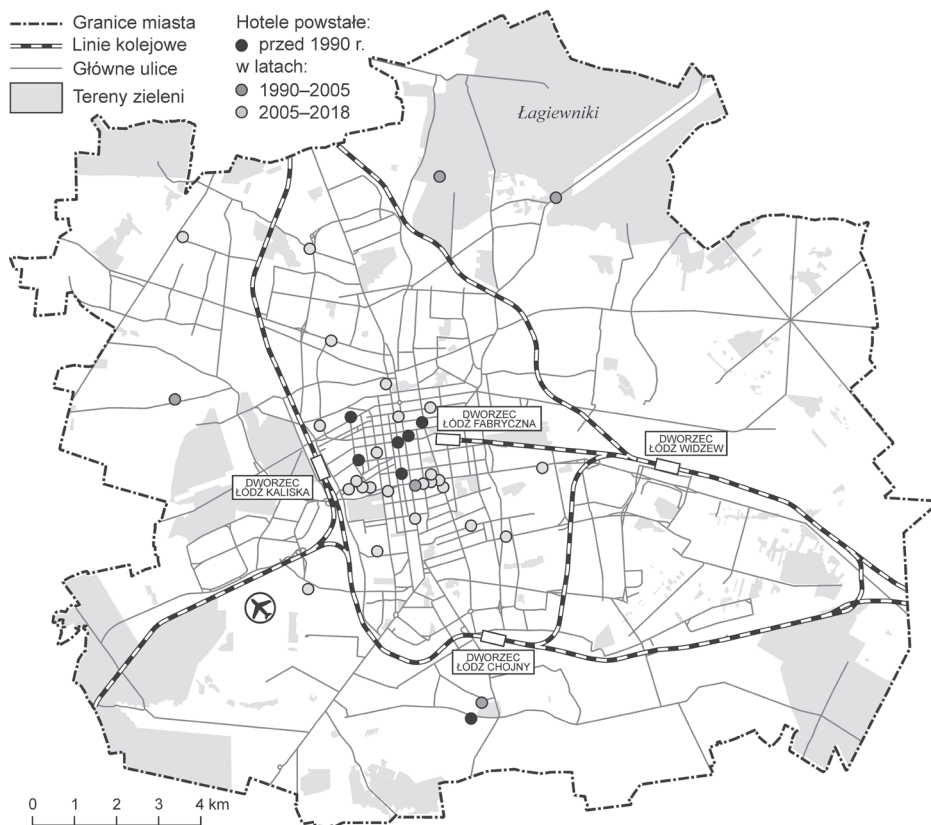 Granice miasta
Linie kolejowe
Główne ulice
Tereny zieleni
Hotele powstałe:
przed 1990 r.
w latach:
1990–2005
2005–2018
Łagiewniki
DWORZEC
ŁÓDŹ FABRYCZNA
DWORZEC
ŁÓDŹ WIDZEW
DWORZEC
ŁÓDŹ KALISKA
DWORZEC
ŁÓDŹ CHOJNY
0 1 2 3 4 km